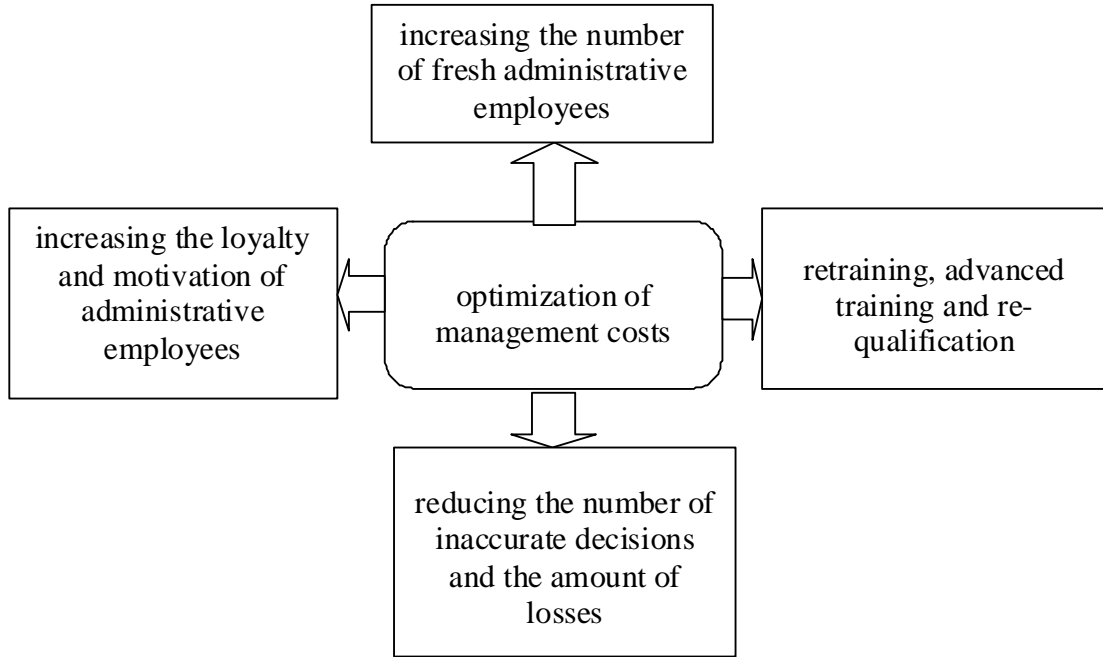 increasing the number
of fresh administrative
employees
increasing the loyalty
and motivation of
administrative
employees
optimization of
management costs
retraining, advanced
training and re-
qualification
reducing the number of
inaccurate decisions
and the amount of
losses